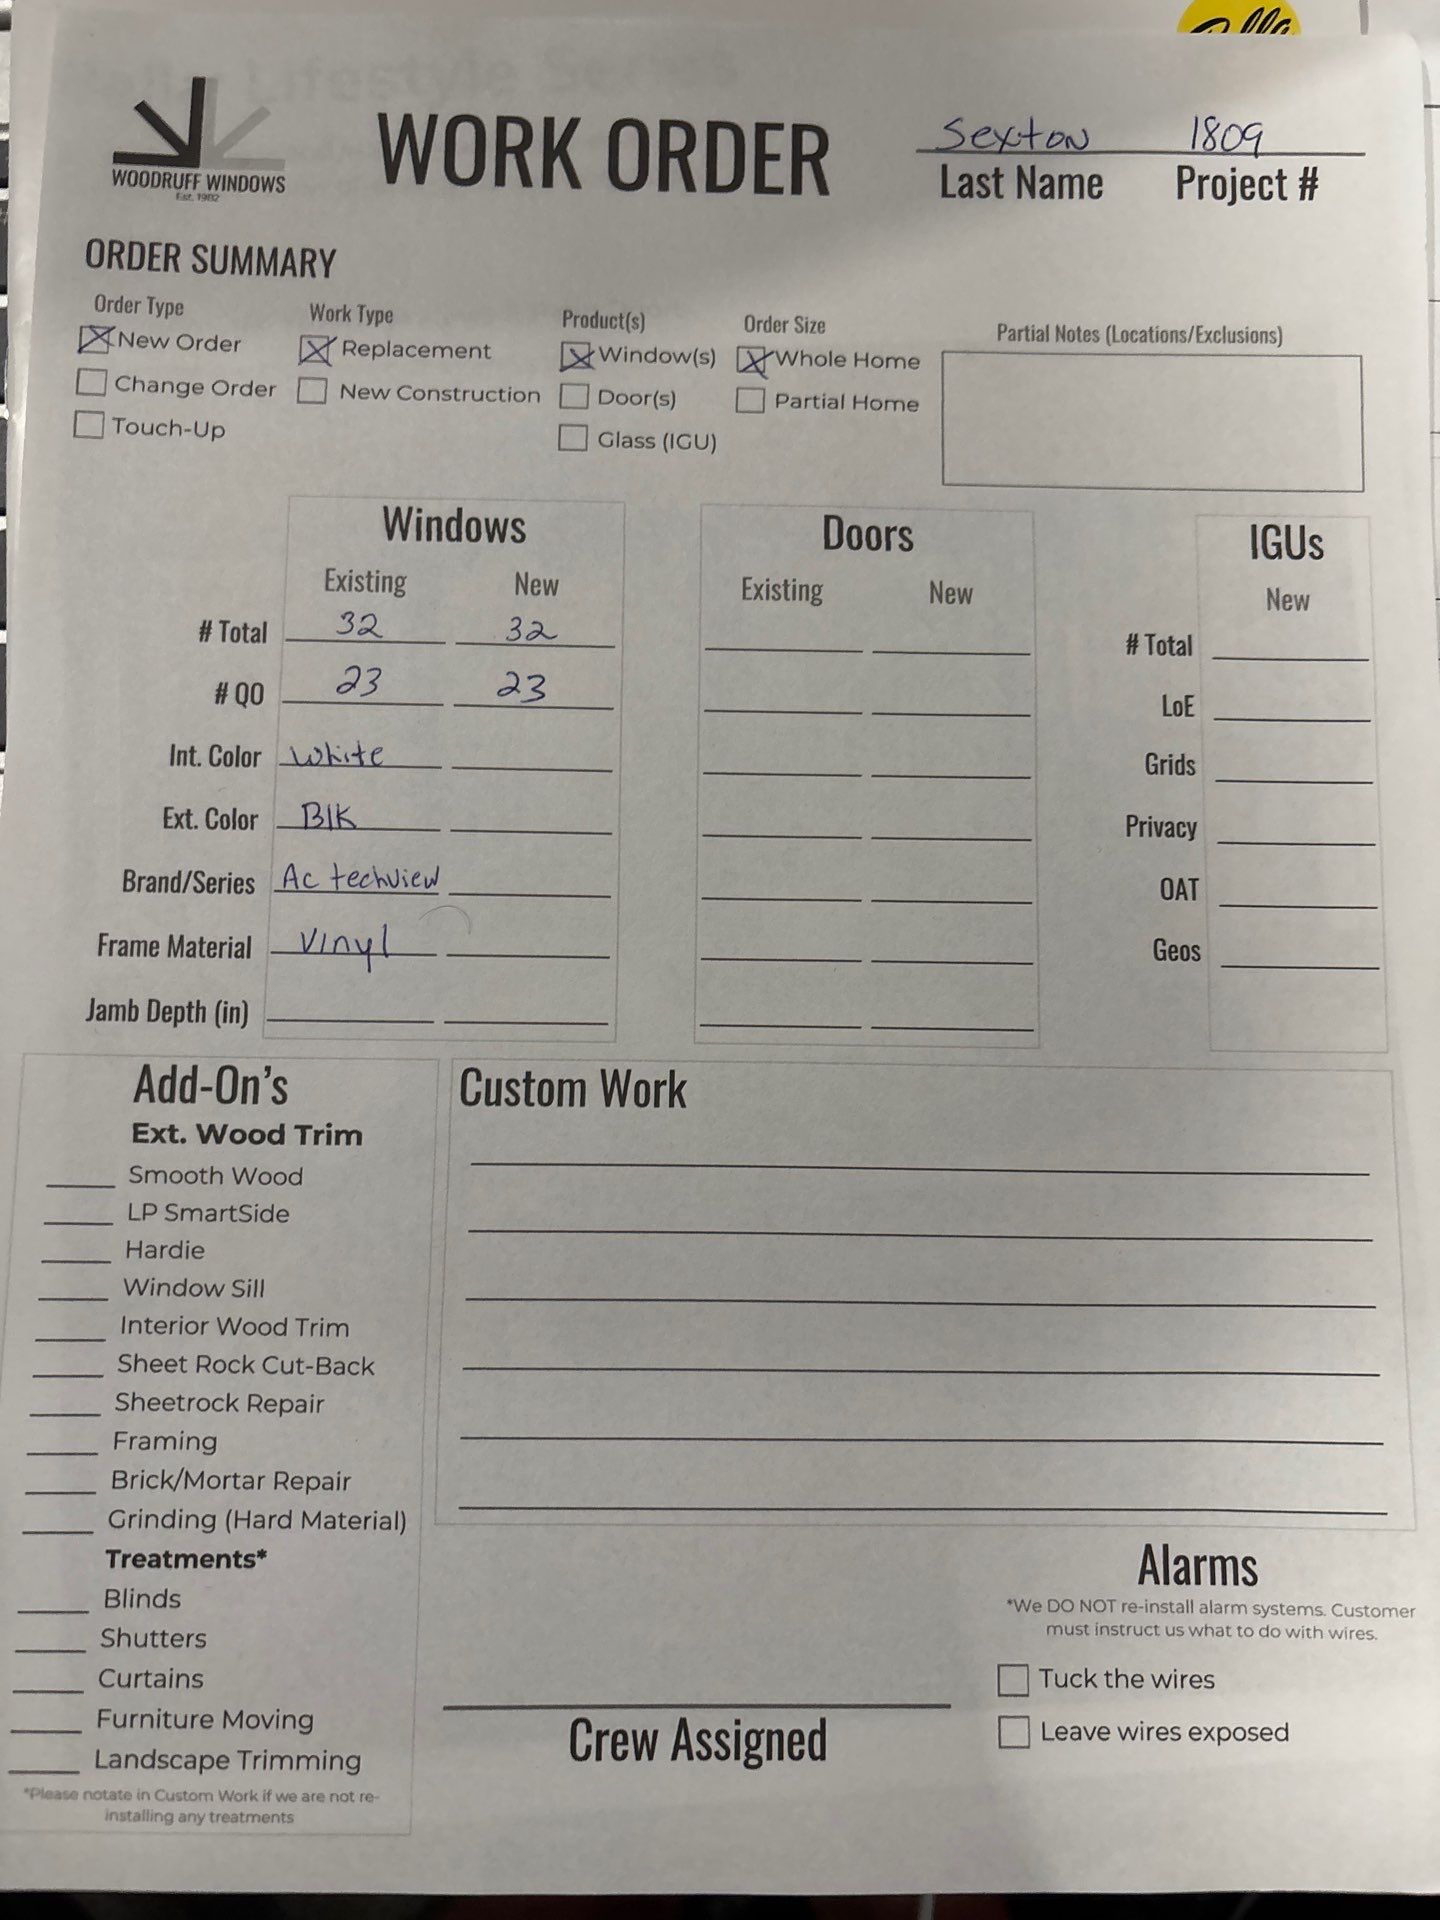 WOODRUFF WINDOWS
Est. 1982
WORK ORDER
Sexton 1809
Last Name Project #
ORDER SUMMARY
Order Type
New Order
Change Order
Touch-Up
Work Type
Replacement
New Construction
Product(s)
Window(s)
Door(s)
Glass (IGU)
Order Size
Whole Home
Partial Home
Partial Notes (Locations/Exclusions)
Windows
Existing New
# Total 32 32
# QO 23 23
Int. Color White
Ext. Color Blk
Brand/Series Ac techview
Frame Material Vinyl
Jamb Depth (in)
Doors
Existing New
IGUs
New
# Total
LoE
Grids
Privacy
OAT
Geos
Add-On's
Ext. Wood Trim
Smooth Wood
LP SmartSide
Hardie
Window Sill
Interior Wood Trim
Sheet Rock Cut-Back
Sheetrock Repair
Framing
Brick/Mortar Repair
Grinding (Hard Material)
Treatments*
Blinds
Shutters
Curtains
Furniture Moving
Landscape Trimming
*Please notate in Custom Work if we are not re-
installing any treatments
Custom Work
Crew Assigned
Alarms
*We DO NOT re-install alarm systems. Customer
must instruct us what to do with wires.
Tuck the wires
Leave wires exposed